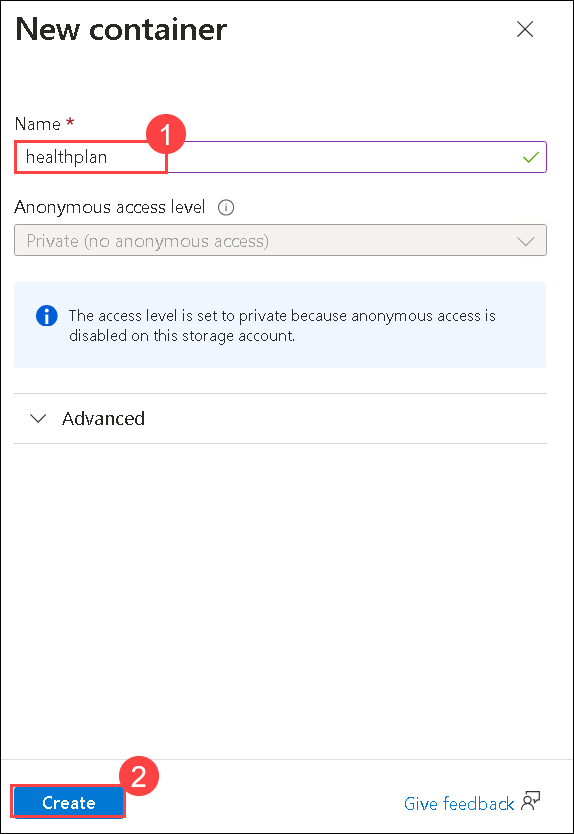 New container
Name *
1
healthplan
Anonymous access level
Private (no anonymous access)
The access level is set to private because anonymous access is
disabled on this storage account.
Advanced
2
Create
Give feedback